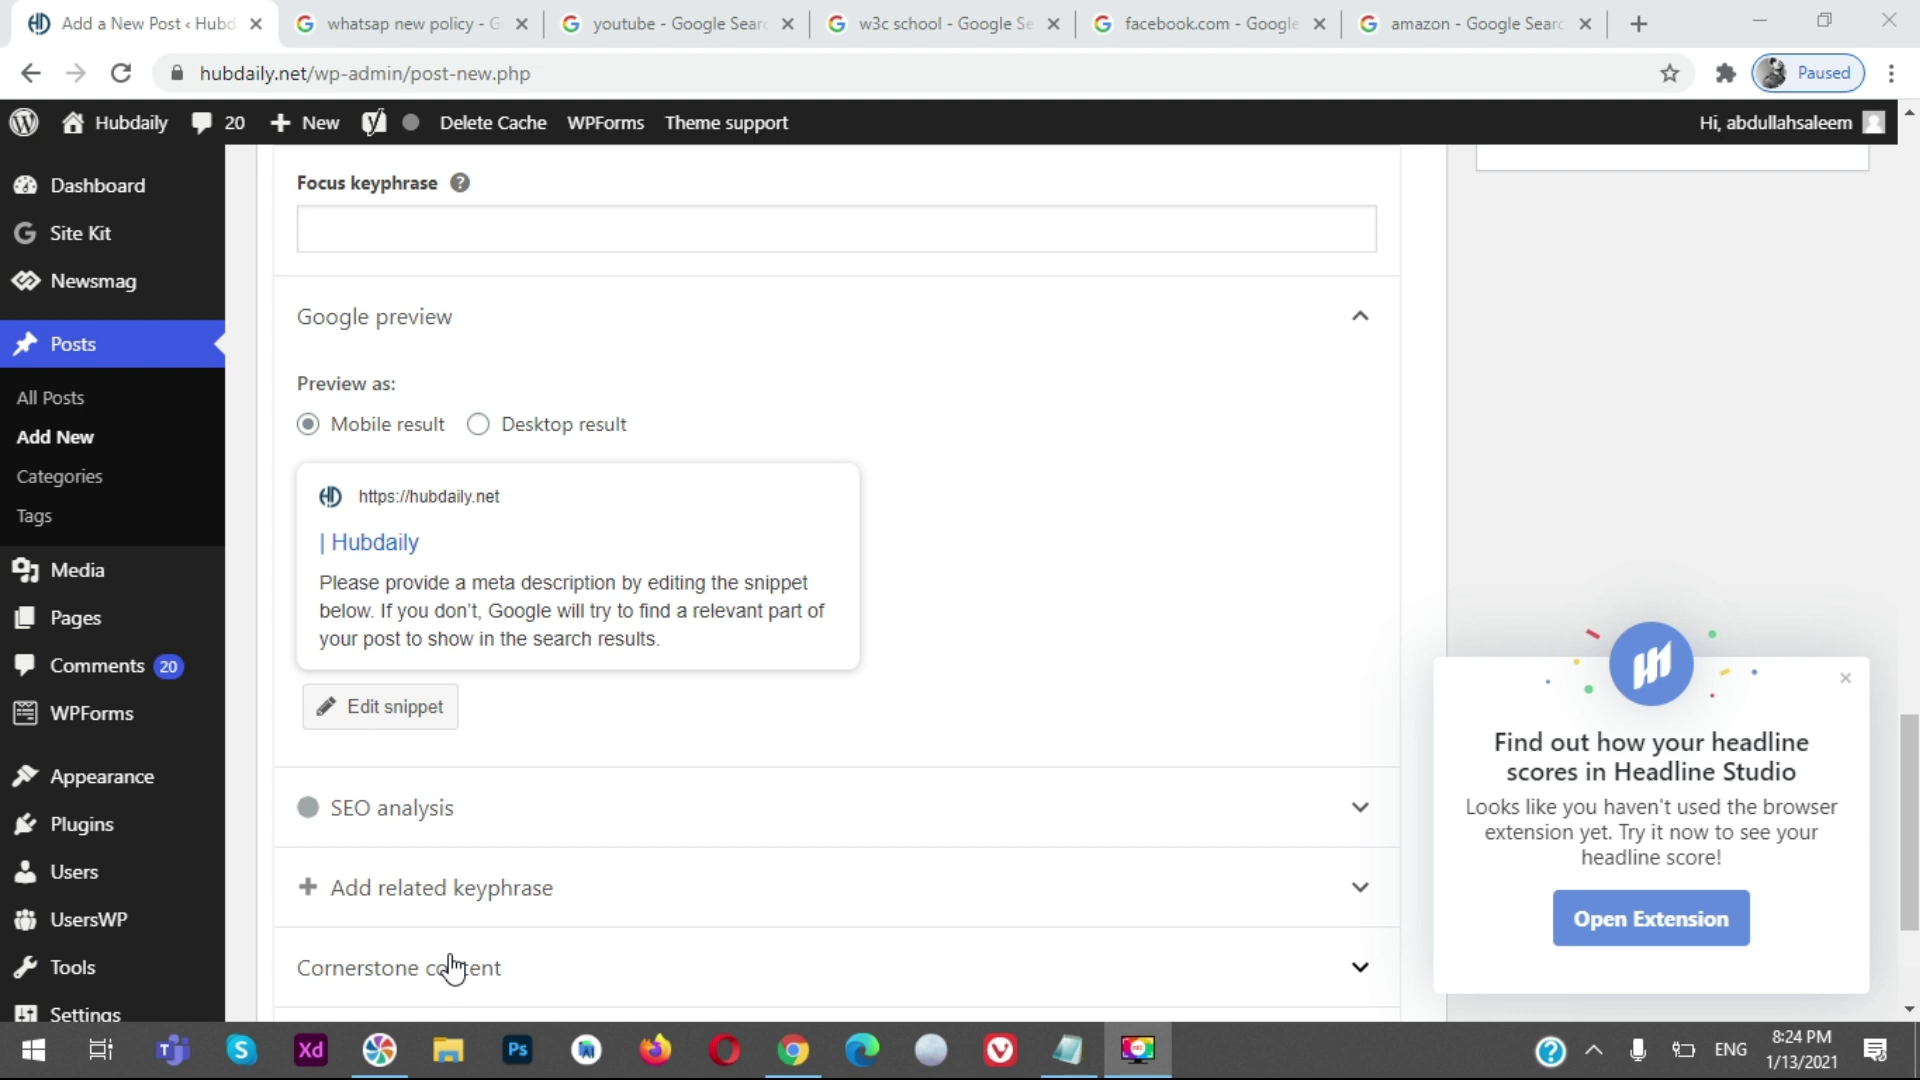 Add a New Post ‹ Hubd
whatsap new policy - G
youtube - Google Searc
w3c school - Google Se
facebook.com - Google
amazon - Google Searc
hubdaily.net/wp-admin/post-new.php
Paused
Hubdaily
20
New
Delete Cache
WPForms
Theme support
Hi, abdullahsaleem
Dashboard
Site Kit
Newsmag
Posts
All Posts
Add New
Categories
Tags
Media
Pages
Comments 20
WPForms
Appearance
Plugins
Users
UsersWP
Tools
Settings
Focus keyphrase
Google preview
Preview as:
Mobile result
Desktop result
https://hubdaily.net
| Hubdaily
Please provide a meta description by editing the snippet
below. If you don't, Google will try to find a relevant part of
your post to show in the search results.
Edit snippet
SEO analysis
Add related keyphrase
Cornerstone content
Find out how your headline
scores in Headline Studio
Looks like you haven't used the browser
extension yet. Try it now to see your
headline score!
Open Extension
Xd
Ps
ENG
8:24 PM
1/13/2021